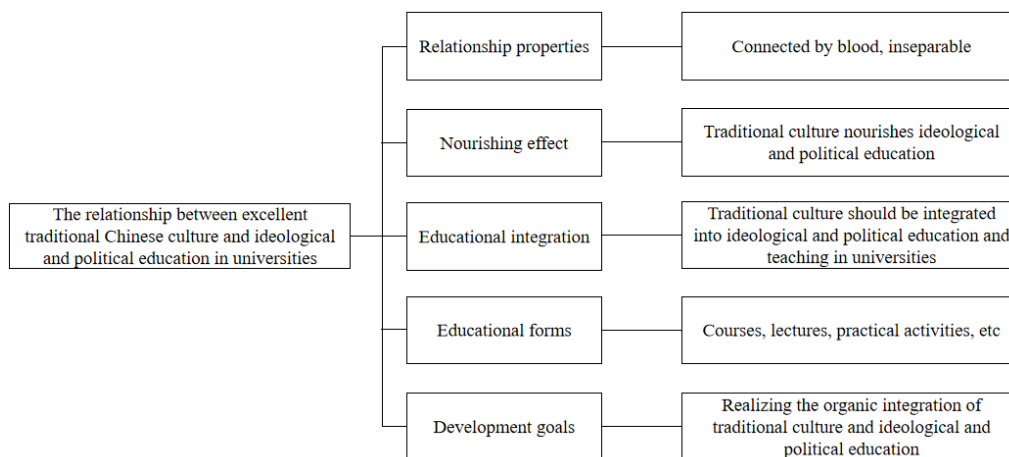 Relationship properties
Connected by blood, inseparable
Nourishing effect
Traditional culture nourishes ideological
and political education
The relationship between excellent
traditional Chinese culture and ideological
and political education in universities
Educational integration
Traditional culture should be integrated
into ideological and political education and
teaching in universities
Educational forms
Courses, lectures, practical activities, etc
Development goals
Realizing the organic integration of
traditional culture and ideological and
political education